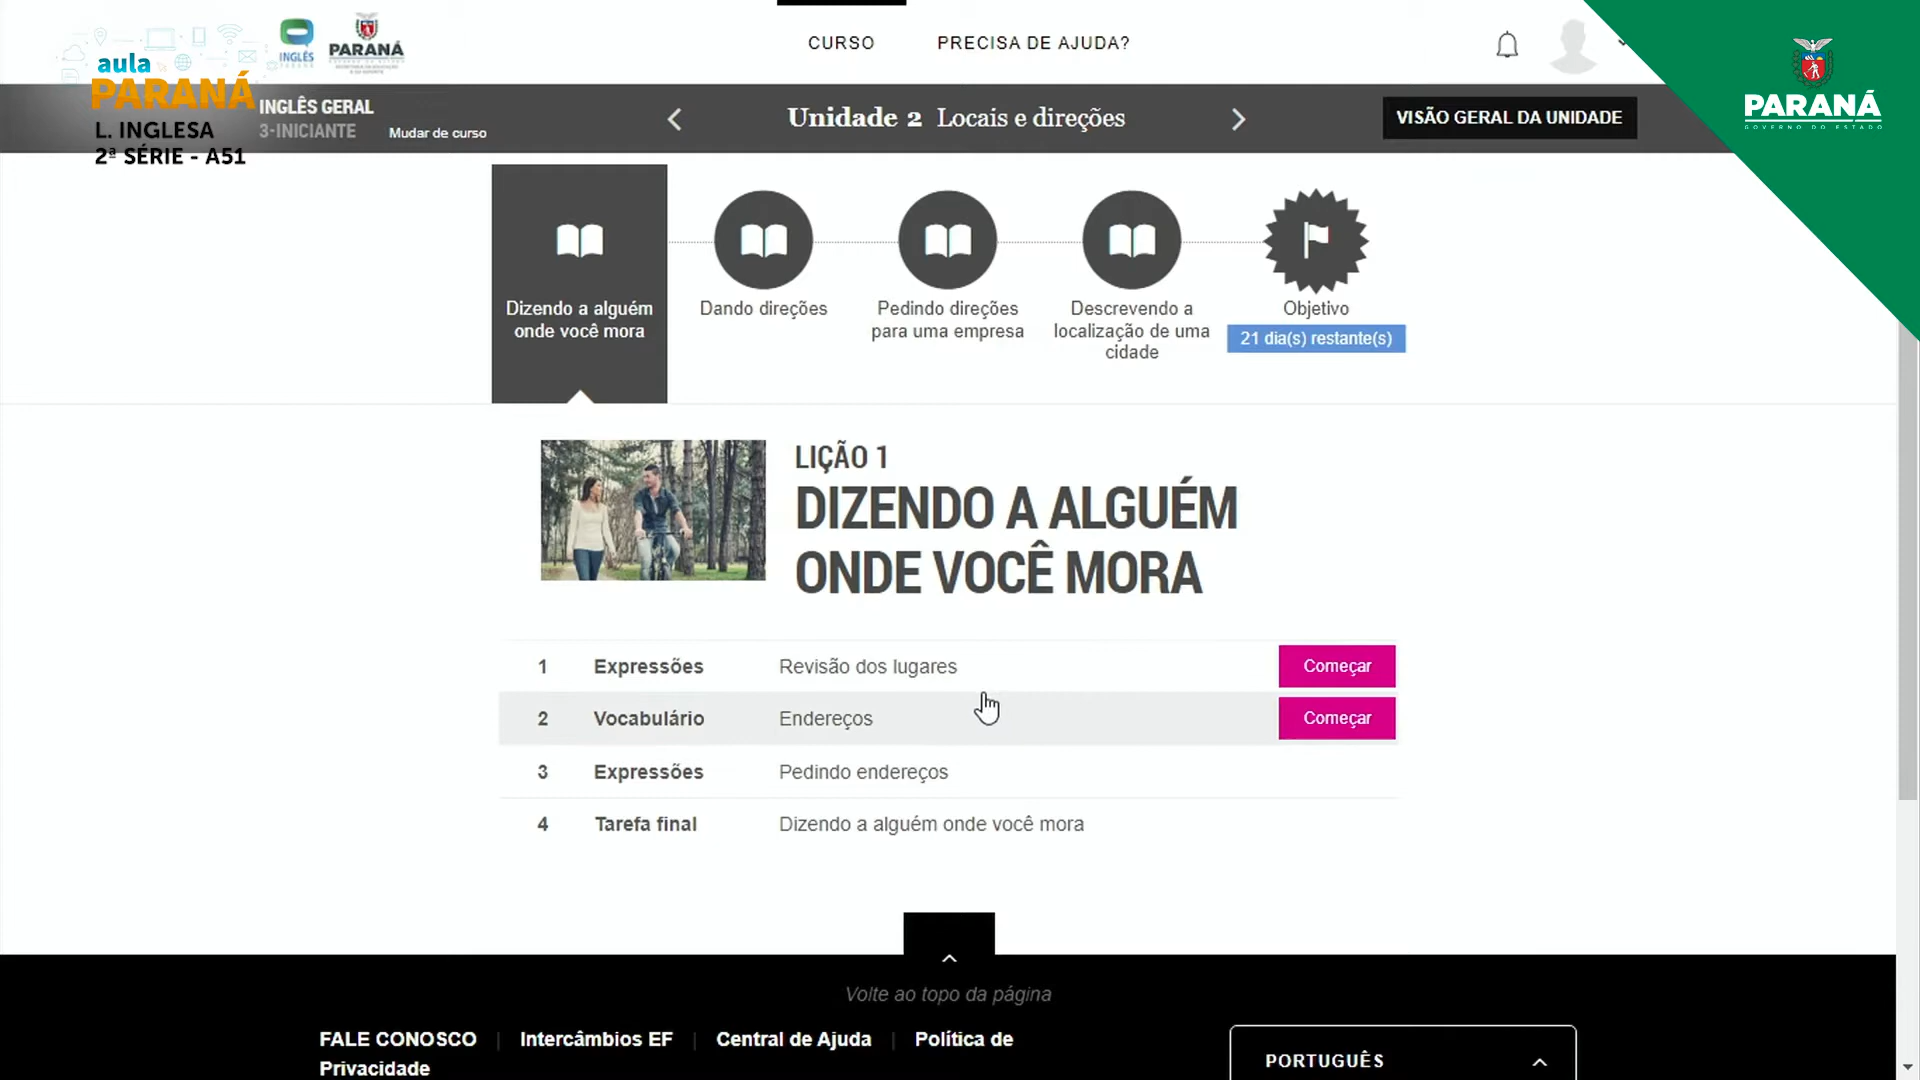 CURSO
PRECISA DE AJUDA?
INGLÊS
PARANÁ
aula
PARANÁ
L. INGLESA
2ª SÉRIE - A51
INGLÊS GERAL
3-INICIANTE
Mudar de curso
Unidade 2 Locais e direções
VISÃO GERAL DA UNIDADE
PARANÁ
GOVERNO DO ESTADO
Dizendo a alguém
onde você mora
Dando direções
Pedindo direções
para uma empresa
Descrevendo a
localização de uma
cidade
Objetivo
21 dia(s) restante(s)
LIÇÃO 1
DIZENDO A ALGUÉM
ONDE VOCÊ MORA
1 Expressões Revisão dos lugares Começar
2 Vocabulário Endereços Começar
3 Expressões Pedindo endereços
4 Tarefa final Dizendo a alguém onde você mora
Volte ao topo da página
FALE CONOSCO | Intercâmbios EF | Central de Ajuda | Política de
Privacidade
PORTUGUÊS